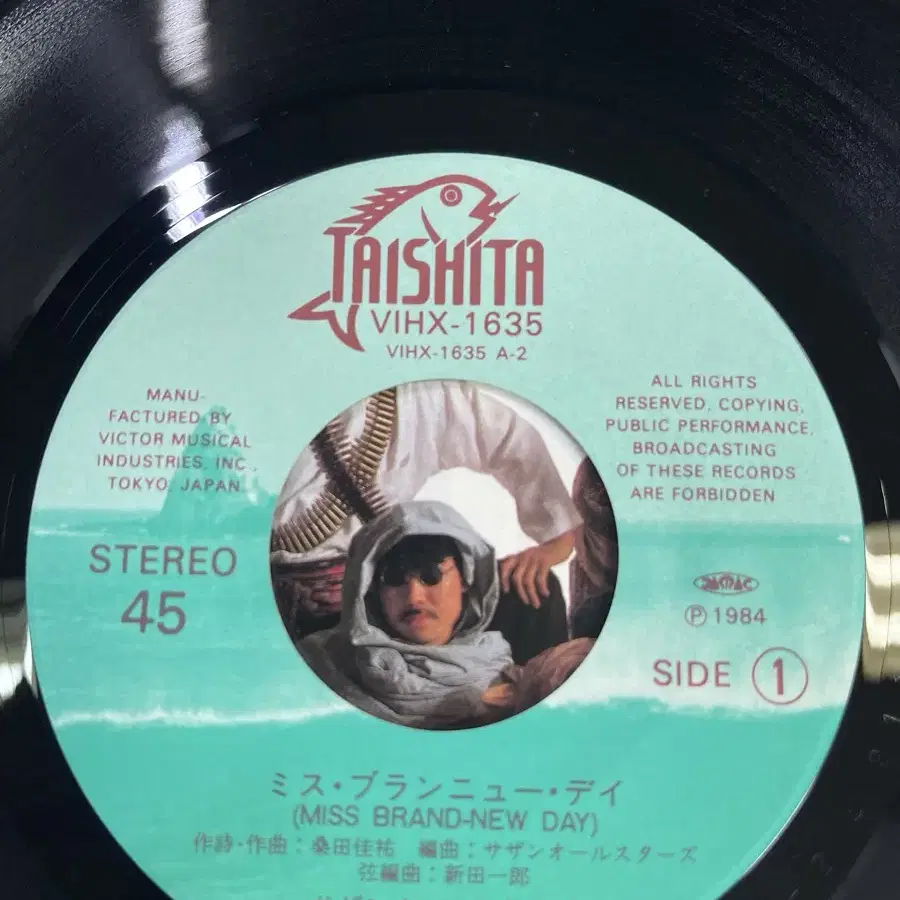 TAISHITA
VIHX-1635
VIHX-1635 A-2
MANU-
FACTURED BY
VICTOR MUSICAL
INDUSTRIES, INC.,
TOKYO, JAPAN
ALL RIGHTS
RESERVED, COPYING,
PUBLIC PERFORMANCE,
BROADCASTING
OF THESE RECORDS
ARE FORBIDDEN
STEREO
45
JASRAC
Ⓟ 1984
SIDE 1
ミス・ブランニュー・デイ
(MISS BRAND-NEW DAY)
作詩・作曲：桑田佳祐 編曲：サザンオールスターズ
弦編曲：新田一郎